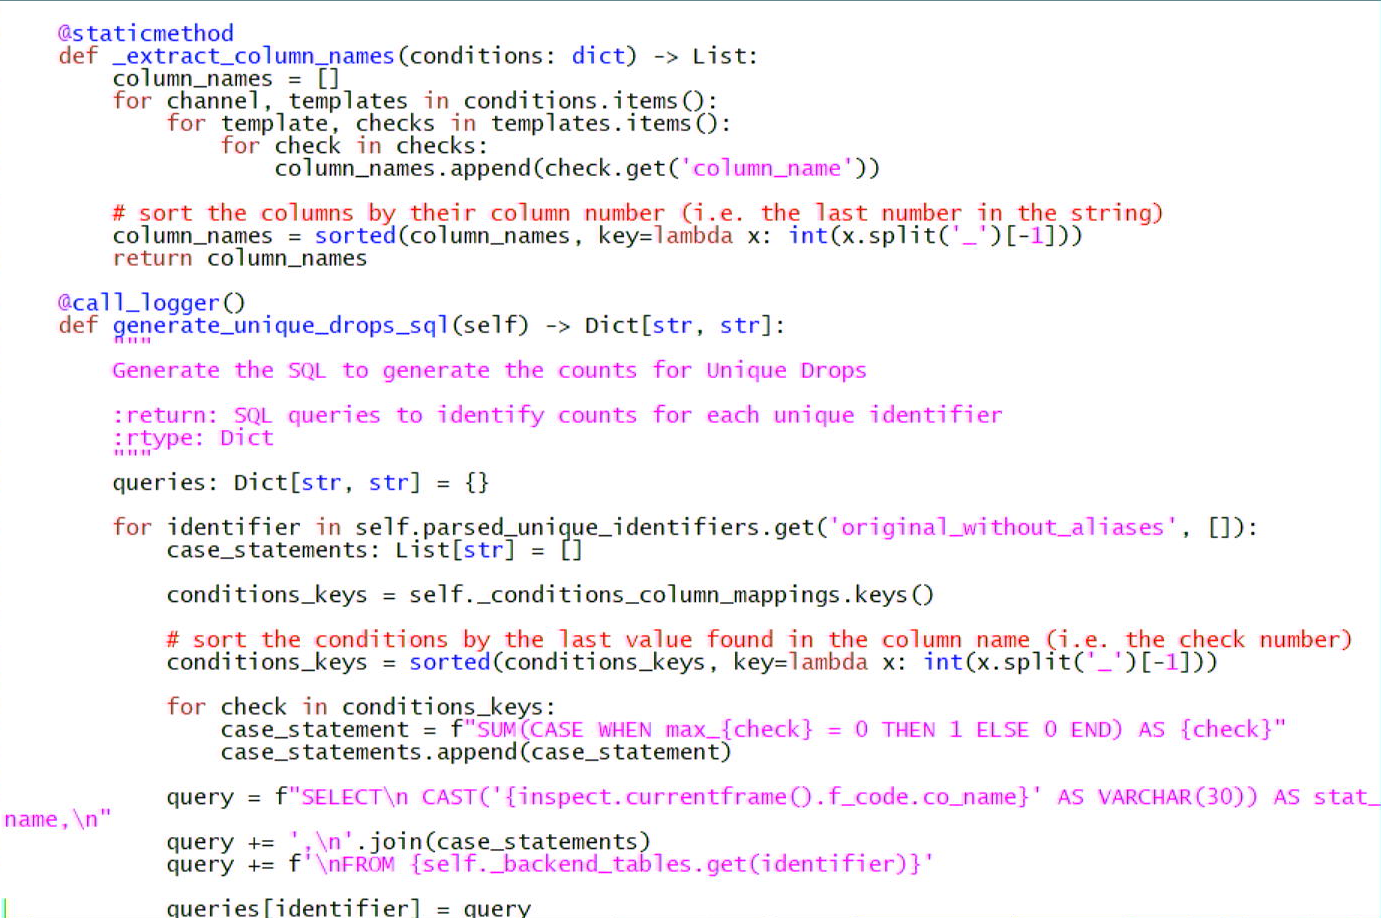 @staticmethod
def _extract_column_names(conditions: dict) -> List:
column_names = []
for channel, templates in conditions.items():
for template, checks in templates.items():
for check in checks:
column_names.append(check.get('column_name'))
# sort the columns by their column number (i.e. the last number in the string)
column_names = sorted(column_names, key=lambda x: int(x.split('_')[-1]))
return column_names
@call_logger()
def generate_unique_drops_sql(self) -> Dict[str, str]:
"""
Generate the SQL to generate the counts for Unique Drops
:return: SQL queries to identify counts for each unique identifier
:rtype: Dict
"""
queries: Dict[str, str] = {}
for identifier in self.parsed_unique_identifiers.get('original_without_aliases', []):
case_statements: List[str] = []
conditions_keys = self._conditions_column_mappings.keys()
# sort the conditions by the last value found in the column name (i.e. the check number)
conditions_keys = sorted(conditions_keys, key=lambda x: int(x.split('_')[-1]))
for check in conditions_keys:
case_statement = f"SUM(CASE WHEN max_{check} = 0 THEN 1 ELSE 0 END) AS {check}"
case_statements.append(case_statement)
query = f"SELECT\n CAST('{inspect.currentframe().f_code.co_name}' AS VARCHAR(30)) AS stat_
name,\n"
query += ',\n'.join(case_statements)
query += f'\nFROM {self._backend_tables.get(identifier)}'
queries[identifier] = query